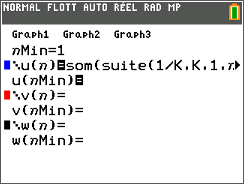 NORMAL FLOTT AUTO RÉEL RAD MP
Graph1 Graph2 Graph3
nMin=1
\u(n)=som(suite(1/K,K,1,n
u(nMin)=
\v(n)=
v(nMin)=
\w(n)=
w(nMin)=